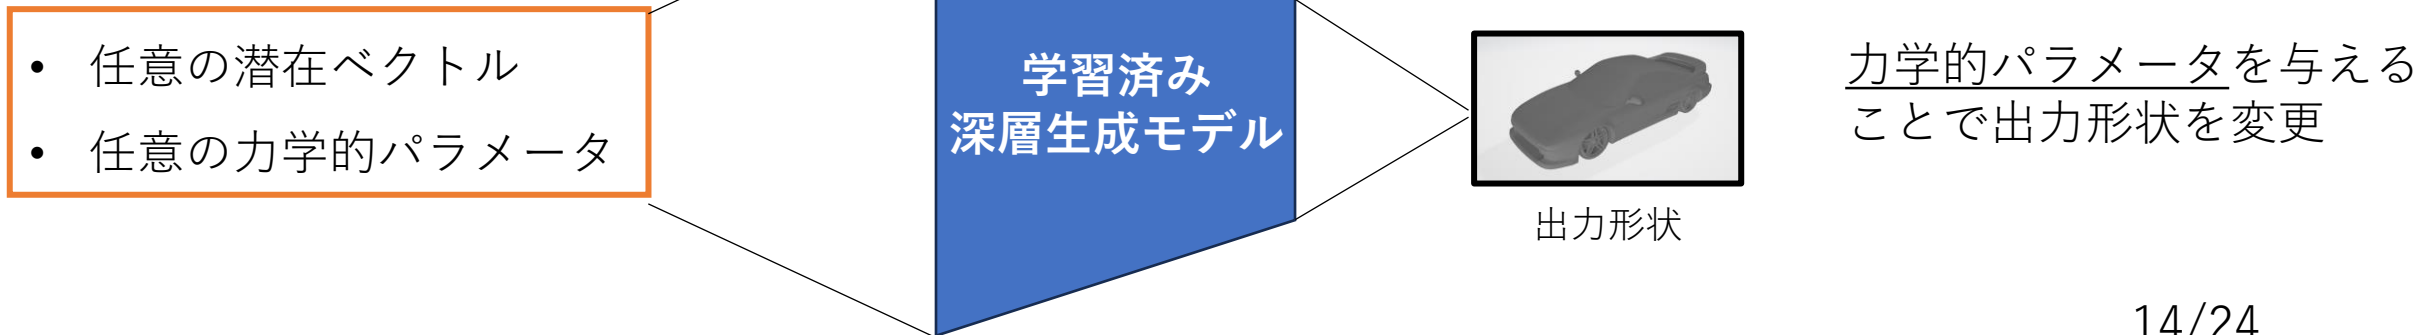 • 任意の潜在ベクトル
• 任意の力学的パラメータ
学習済み
深層生成モデル
出力形状
力学的パラメータを与える
ことで出力形状を変更
14/24